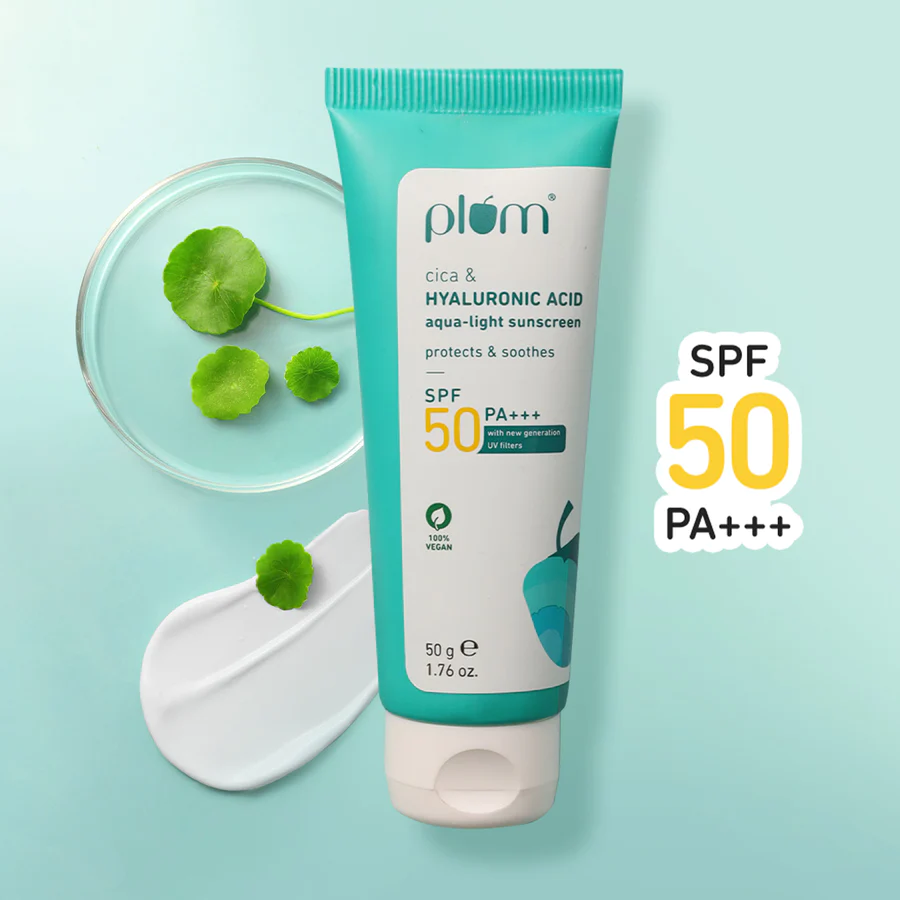 plum®
cica &
HYALURONIC ACID
aqua-light sunscreen
protects & soothes
SPF
50 PA+++
with new generation
UV filters
100%
VEGAN
50 g ℮
1.76 oz.
SPF
50
PA+++